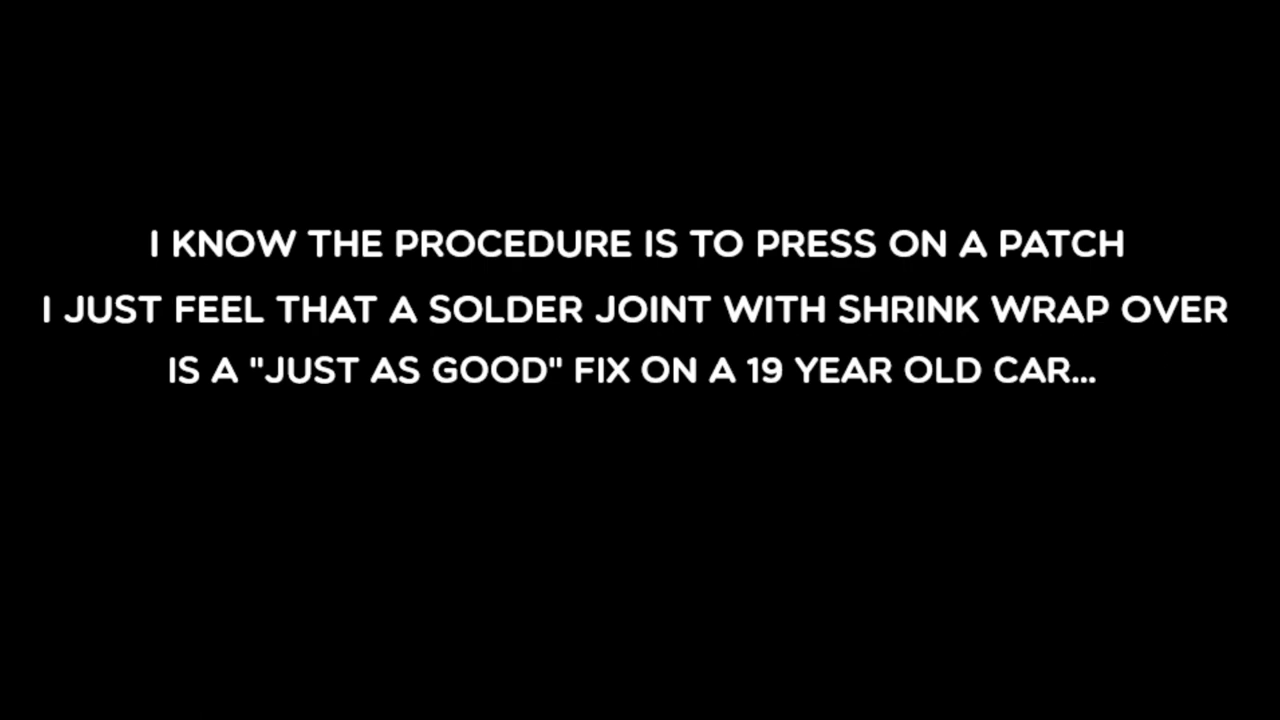 I KNOW THE PROCEDURE IS TO PRESS ON A PATCH
I JUST FEEL THAT A SOLDER JOINT WITH SHRINK WRAP OVER
IS A "JUST AS GOOD" FIX ON A 19 YEAR OLD CAR...